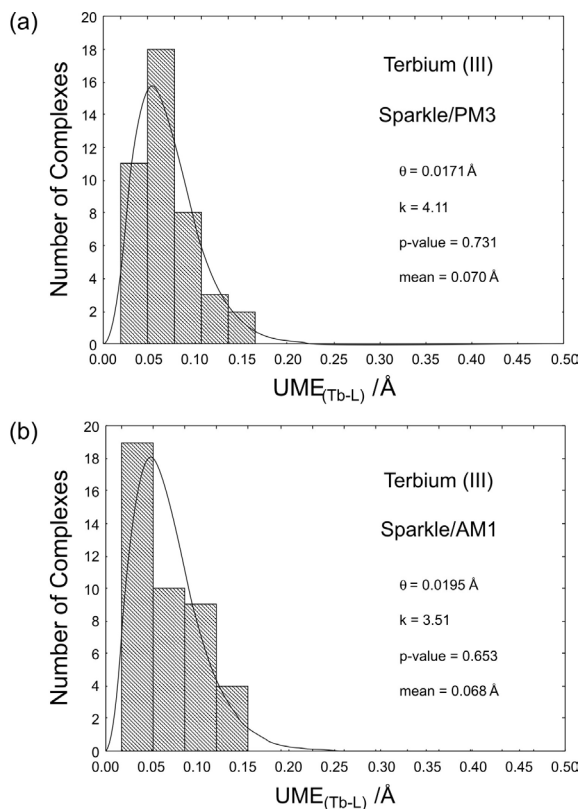 (a)
Number of Complexes
20
18
16
14
12
10
8
6
4
2
0
Terbium (III)
Sparkle/PM3
θ = 0.0171 Å
k = 4.11
p-value = 0.731
mean = 0.070 Å
0.00 0.05 0.10 0.15 0.20 0.25 0.30 0.35 0.40 0.45 0.50
UME(Tb-L) /Å
(b)
Number of Complexes
20
18
16
14
12
10
8
6
4
2
0
Terbium (III)
Sparkle/AM1
θ = 0.0195 Å
k = 3.51
p-value = 0.653
mean = 0.068 Å
0.00 0.05 0.10 0.15 0.20 0.25 0.30 0.35 0.40 0.45 0.50
UME(Tb-L) /Å